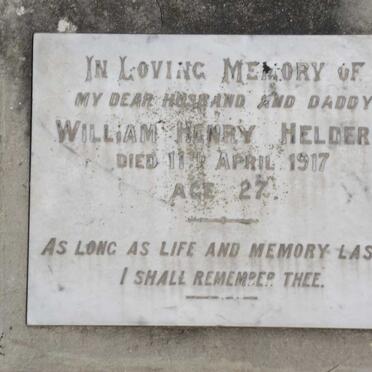 IN LOVING MEMORY OF
MY DEAR HUSBAND AND DADDY
WILLIAM HENRY HELDER
DIED 11TH APRIL 1917
AGE 27.
AS LONG AS LIFE AND MEMORY LAS
I SHALL REMEMBER THEE.